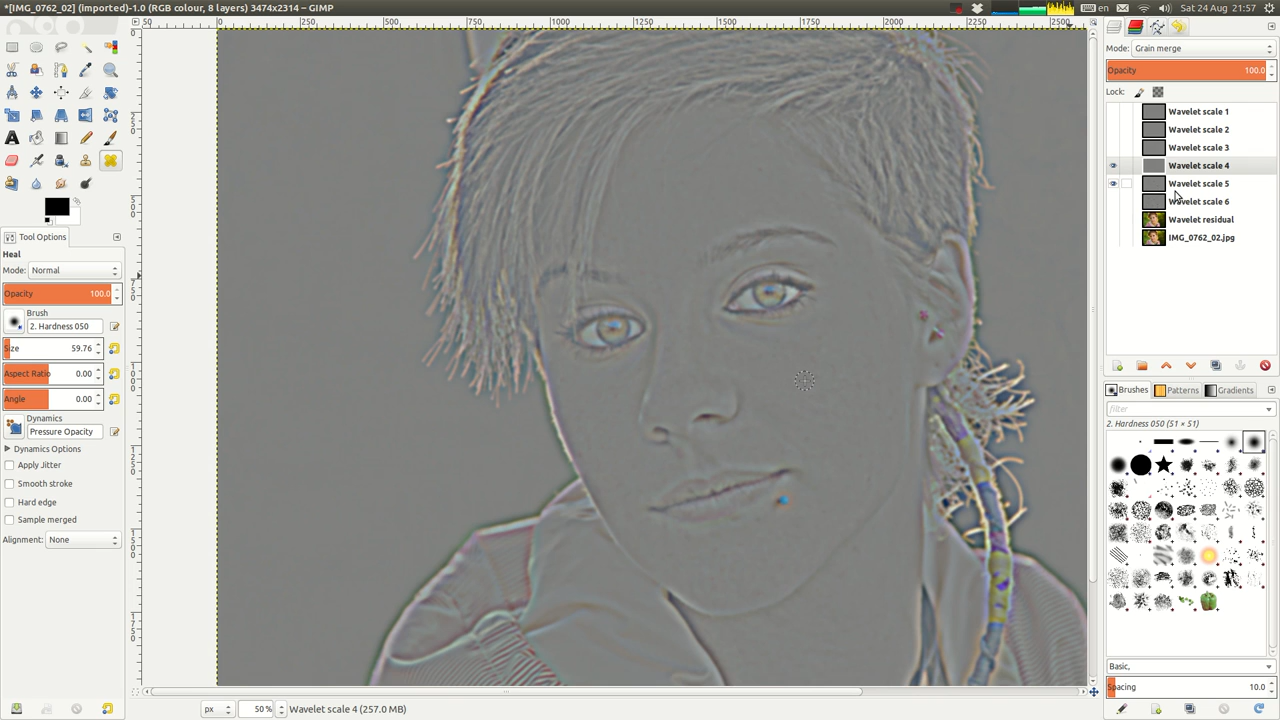 *[IMG_0762_02] (imported)-1.0 (RGB colour, 8 layers) 3474x2314 – GIMP
en
Sat 24 Aug 21:57
Mode: Grain merge
Opacity 100.0
Lock:
Wavelet scale 1
Wavelet scale 2
Wavelet scale 3
Wavelet scale 4
Wavelet scale 5
Wavelet scale 6
Wavelet residual
IMG_0762_02.jpg
Tool Options
Heal
Mode: Normal
Opacity 100.0
Brush
2. Hardness 050
Size 59.76
Aspect Ratio 0.00
Angle 0.00
Dynamics
Pressure Opacity
Dynamics Options
Apply Jitter
Smooth stroke
Hard edge
Sample merged
Alignment: None
Brushes Patterns Gradients
filter
2. Hardness 050 (51 × 51)
Basic,
Spacing 10.0
px 50% Wavelet scale 4 (257.0 MB)